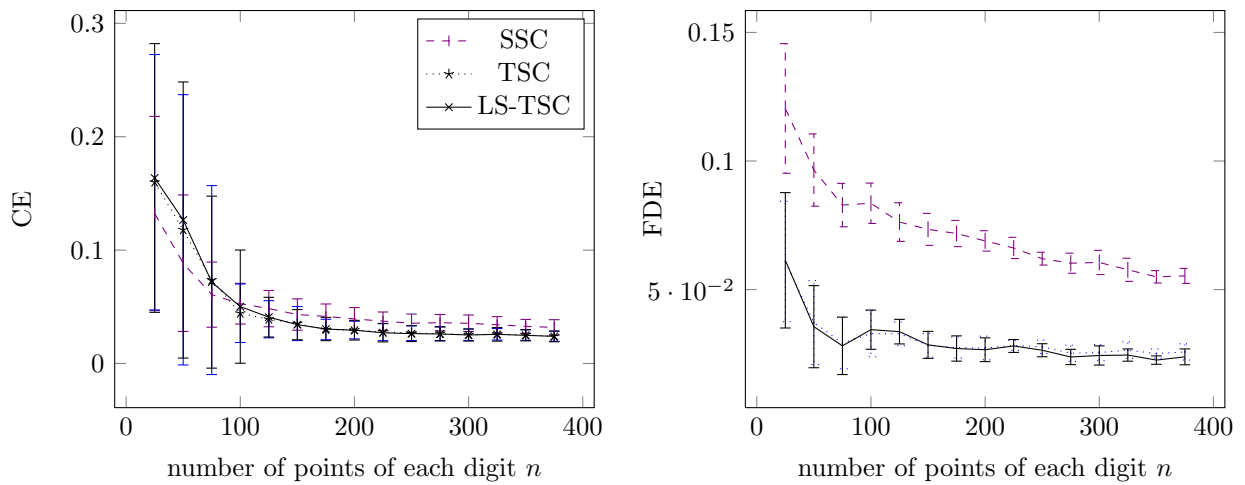 0.3
0.2
0.1
0
CE
0
100
200
300
400
number of points of each digit n
SSC
TSC
LS-TSC
0.15
0.1
5 · 10⁻²
FDE
0
100
200
300
400
number of points of each digit n